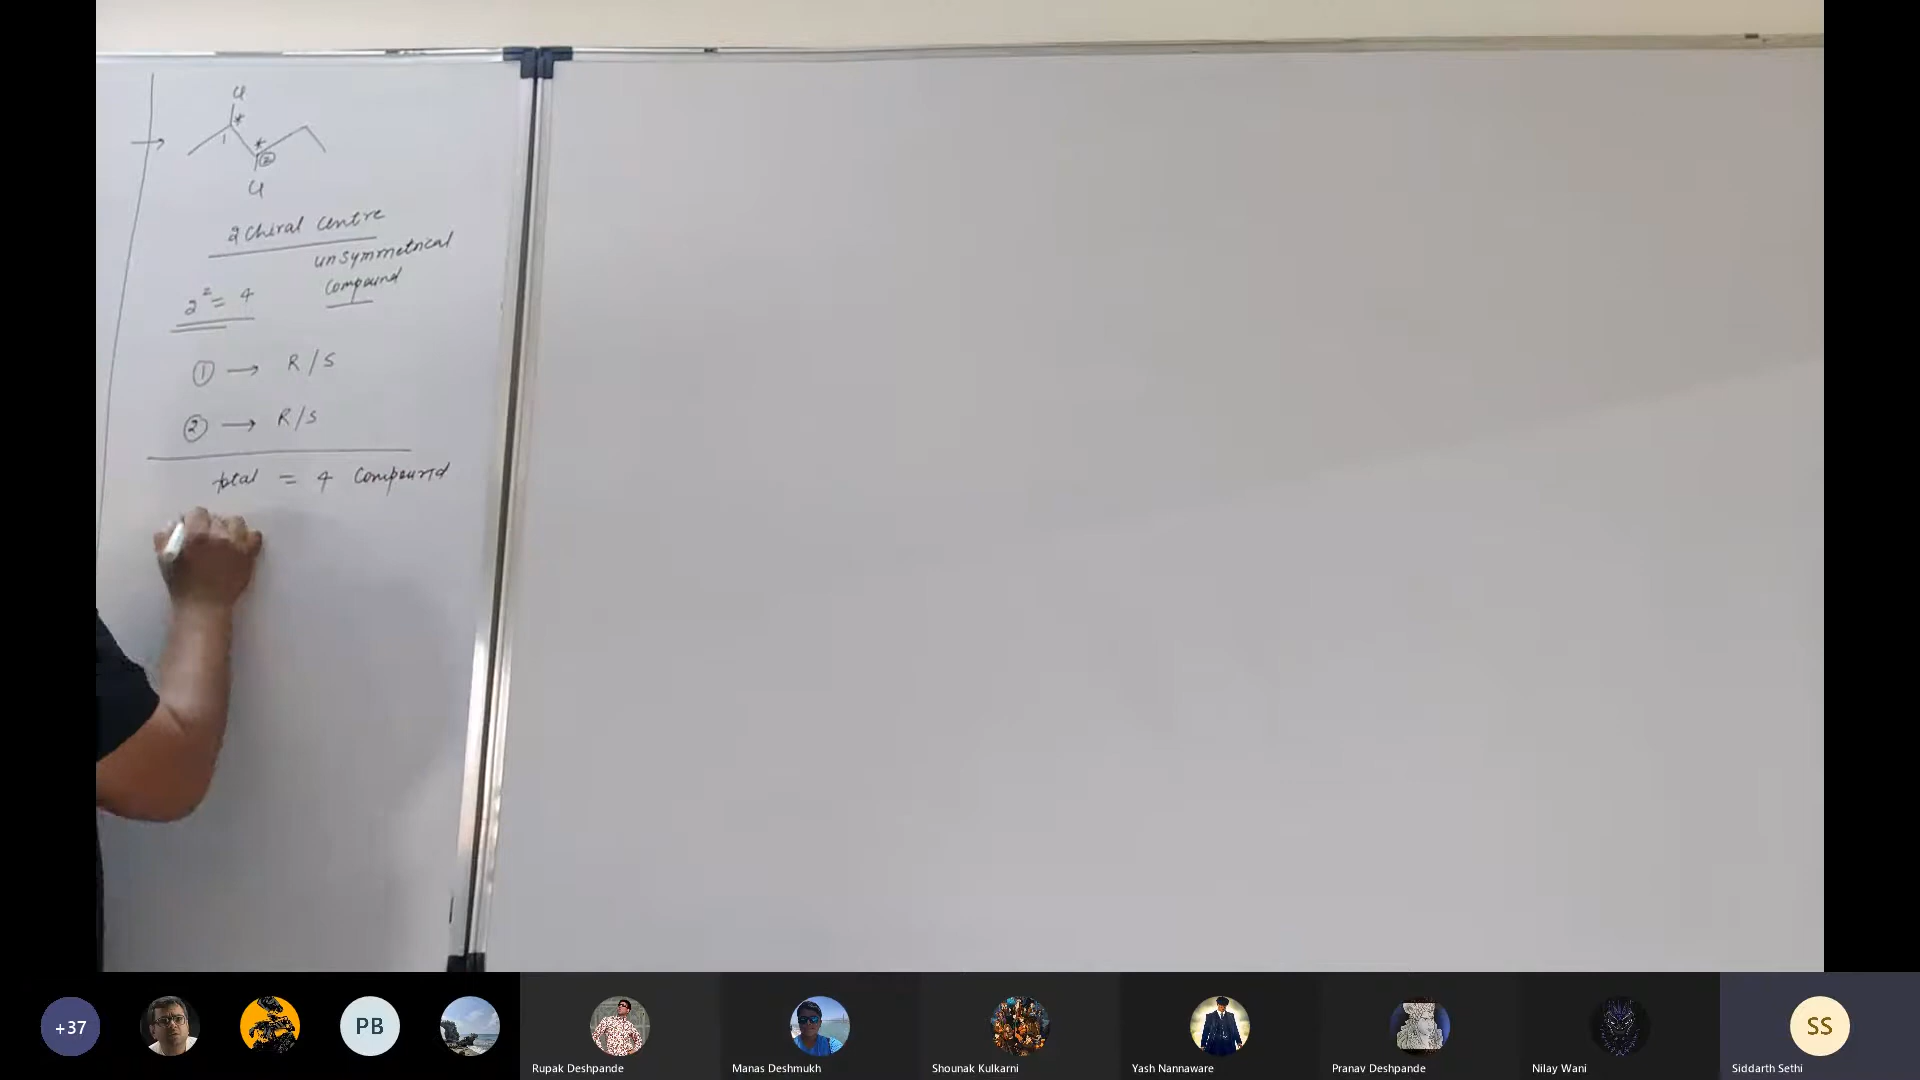 Cl
*
1
*
②
Cl
2 chiral centre
unsymmetrical
compound
2² = 4
① → R/S
② → R/S
total = 4 compound
+37
PB
SS
Rupak Deshpande
Manas Deshmukh
Shounak Kulkarni
Yash Nannaware
Pranav Deshpande
Nilay Wani
Siddarth Sethi